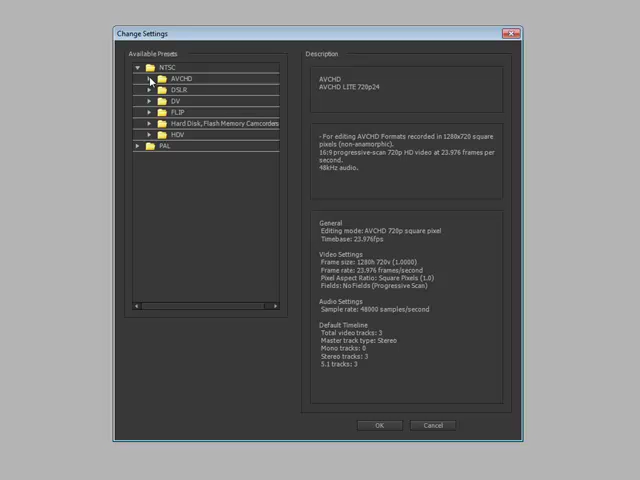 Change Settings
Available Presets
NTSC
AVCHD
DSLR
DV
FLIP
Hard Disk, Flash Memory Camcorders
HDV
PAL
Description
AVCHD
AVCHD LITE 720p24
- For editing AVCHD Formats recorded in 1280x720 square
pixels (non-anamorphic).
16:9 progressive-scan 720p HD video at 23.976 frames per
second.
48kHz audio.
General
Editing mode: AVCHD 720p square pixel
Timebase: 23.976fps
Video Settings
Frame size: 1280h 720v (1.0000)
Frame rate: 23.976 frames/second
Pixel Aspect Ratio: Square Pixels (1.0)
Fields: No Fields (Progressive Scan)
Audio Settings
Sample rate: 48000 samples/second
Default Timeline
Total video tracks: 3
Master track type: Stereo
Mono tracks: 0
Stereo tracks: 3
5.1 tracks: 3
OK
Cancel